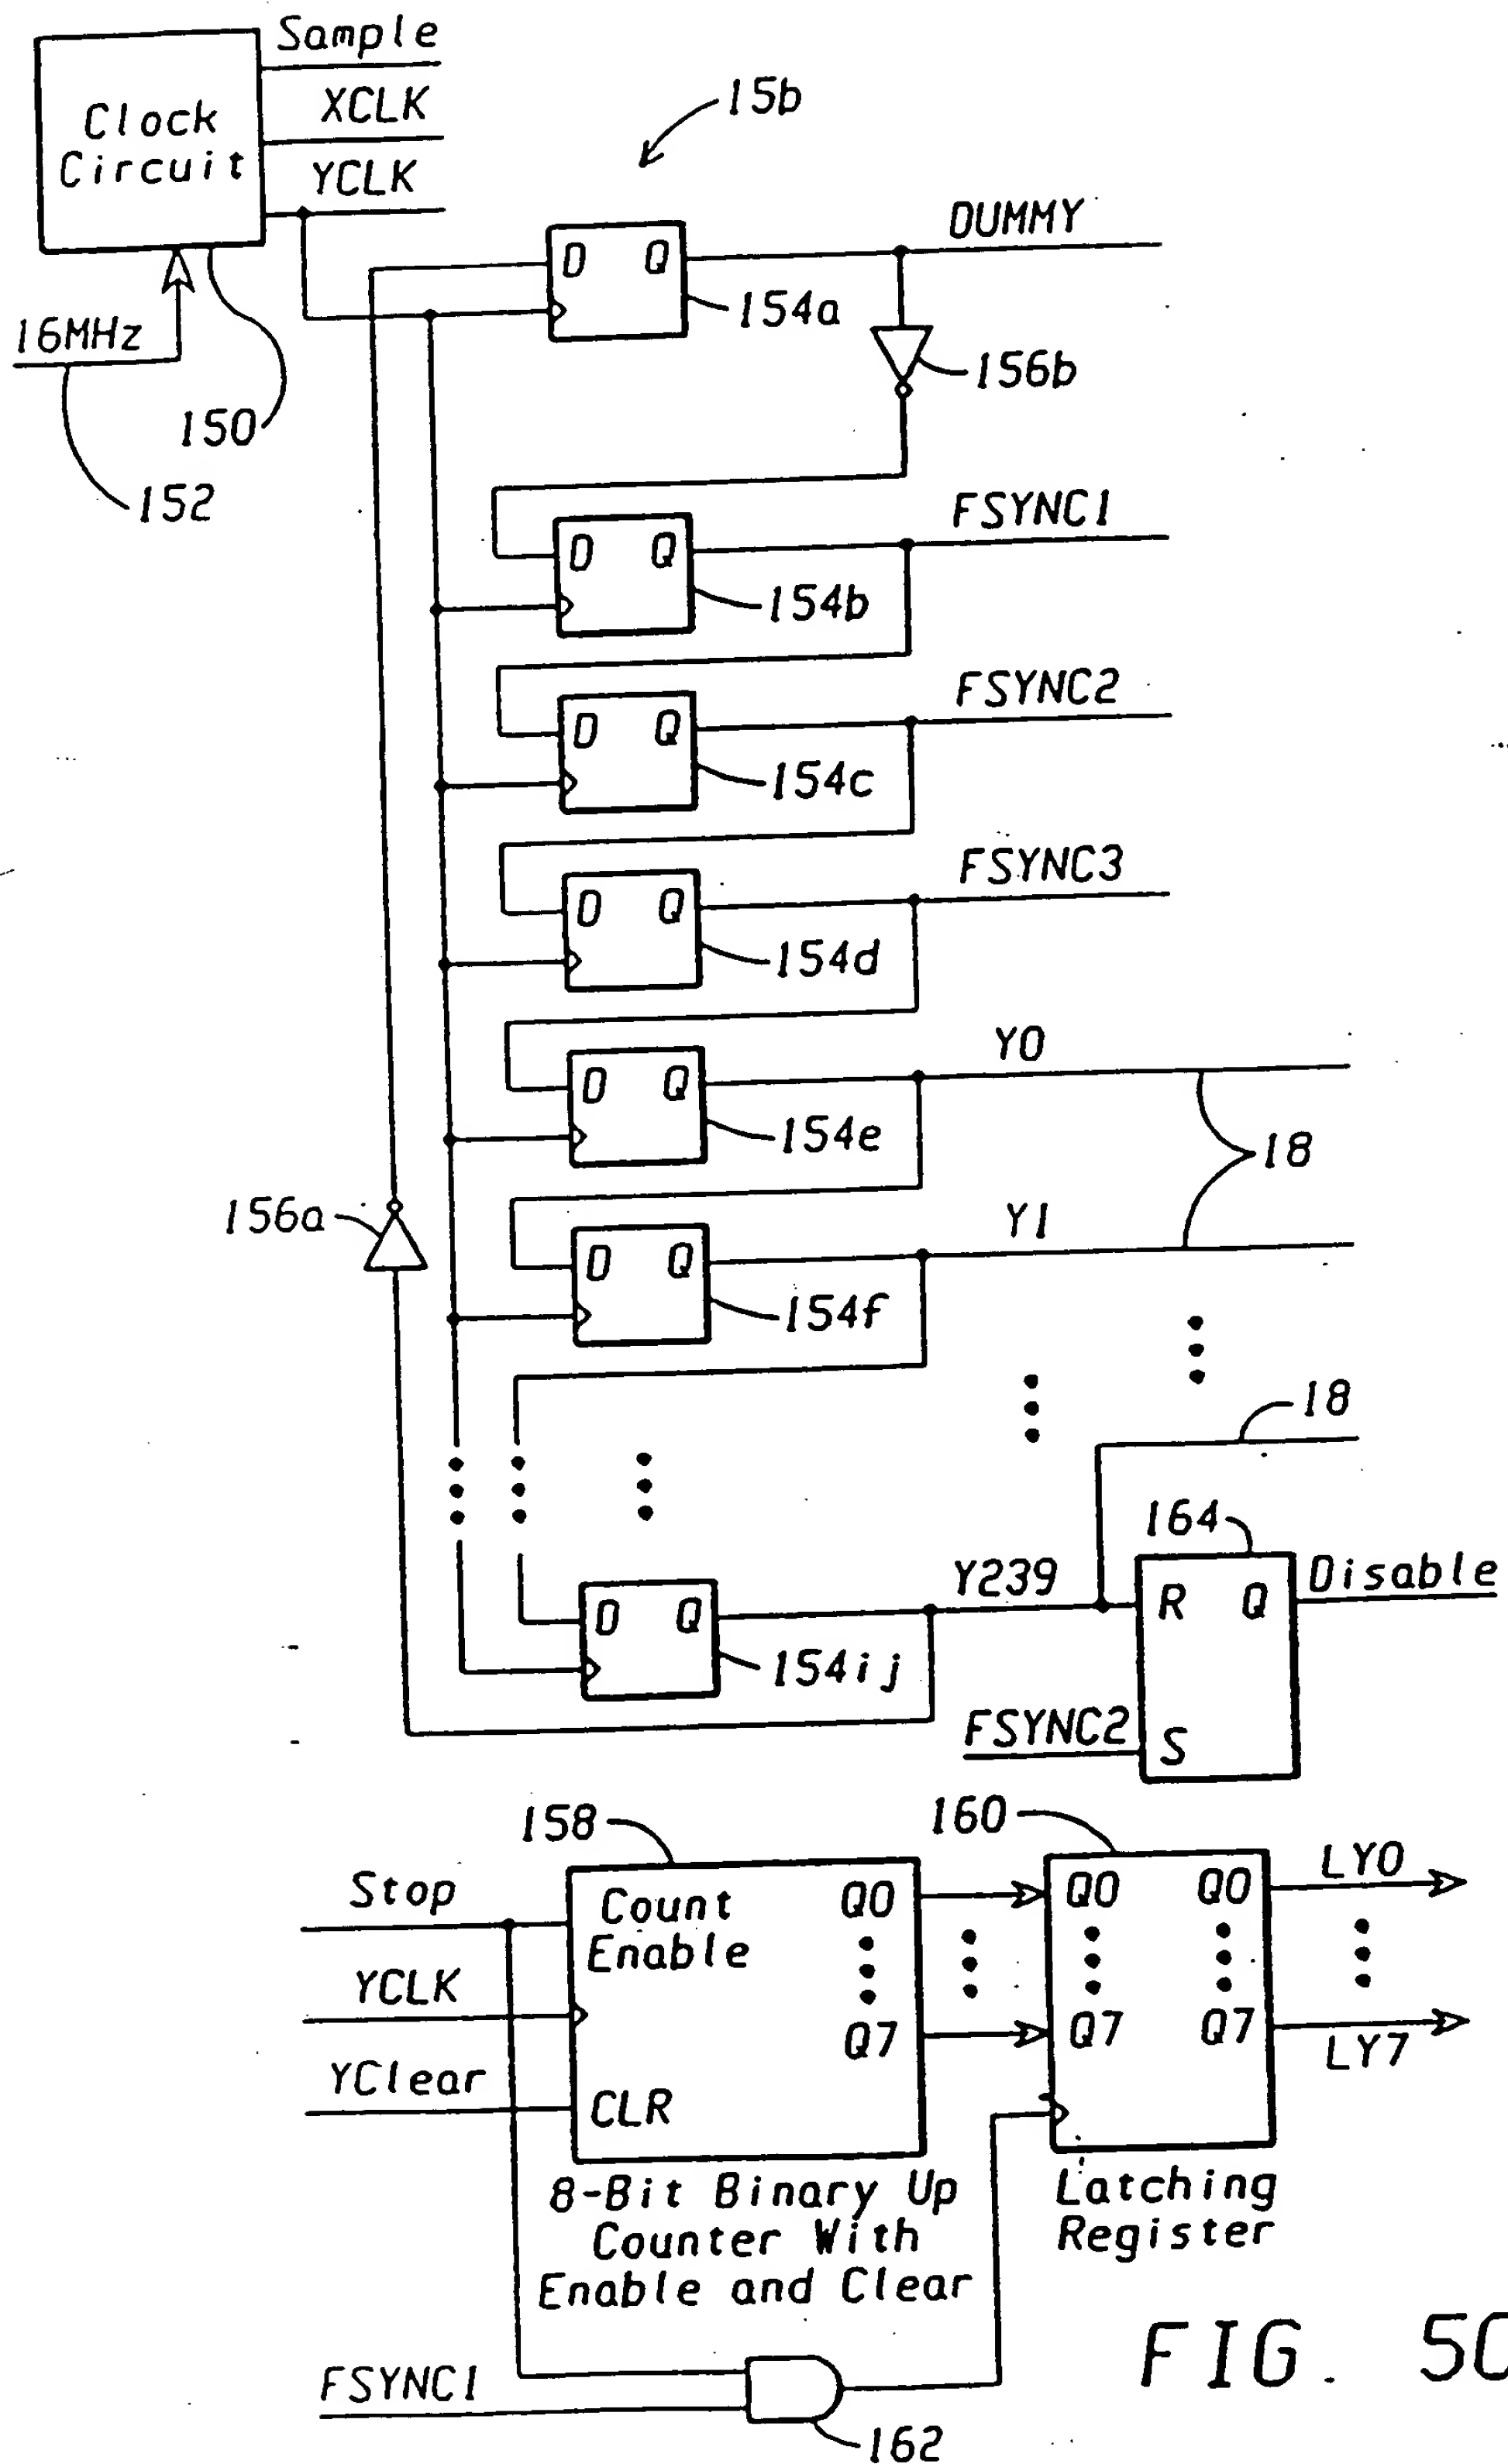 Sample
XCLK
YCLK
Clock
Circuit
16MHz
150
152
15b
DUMMY
D Q
154a
156b
FSYNC1
D Q
154b
FSYNC2
D Q
154c
FSYNC3
D Q
154d
Y0
D Q
154e
18
156a
Y1
D Q
154f
18
164
Y239
R Q
Disable
D Q
154ij
FSYNC2
S
158
160
Stop
Count
Enable
Q0
Q0 Q0
LY0
YCLK
Q7
Q7 Q7
LY7
YClear
CLR
8-Bit Binary Up
Counter With
Enable and Clear
Latching
Register
FSYNC1
162